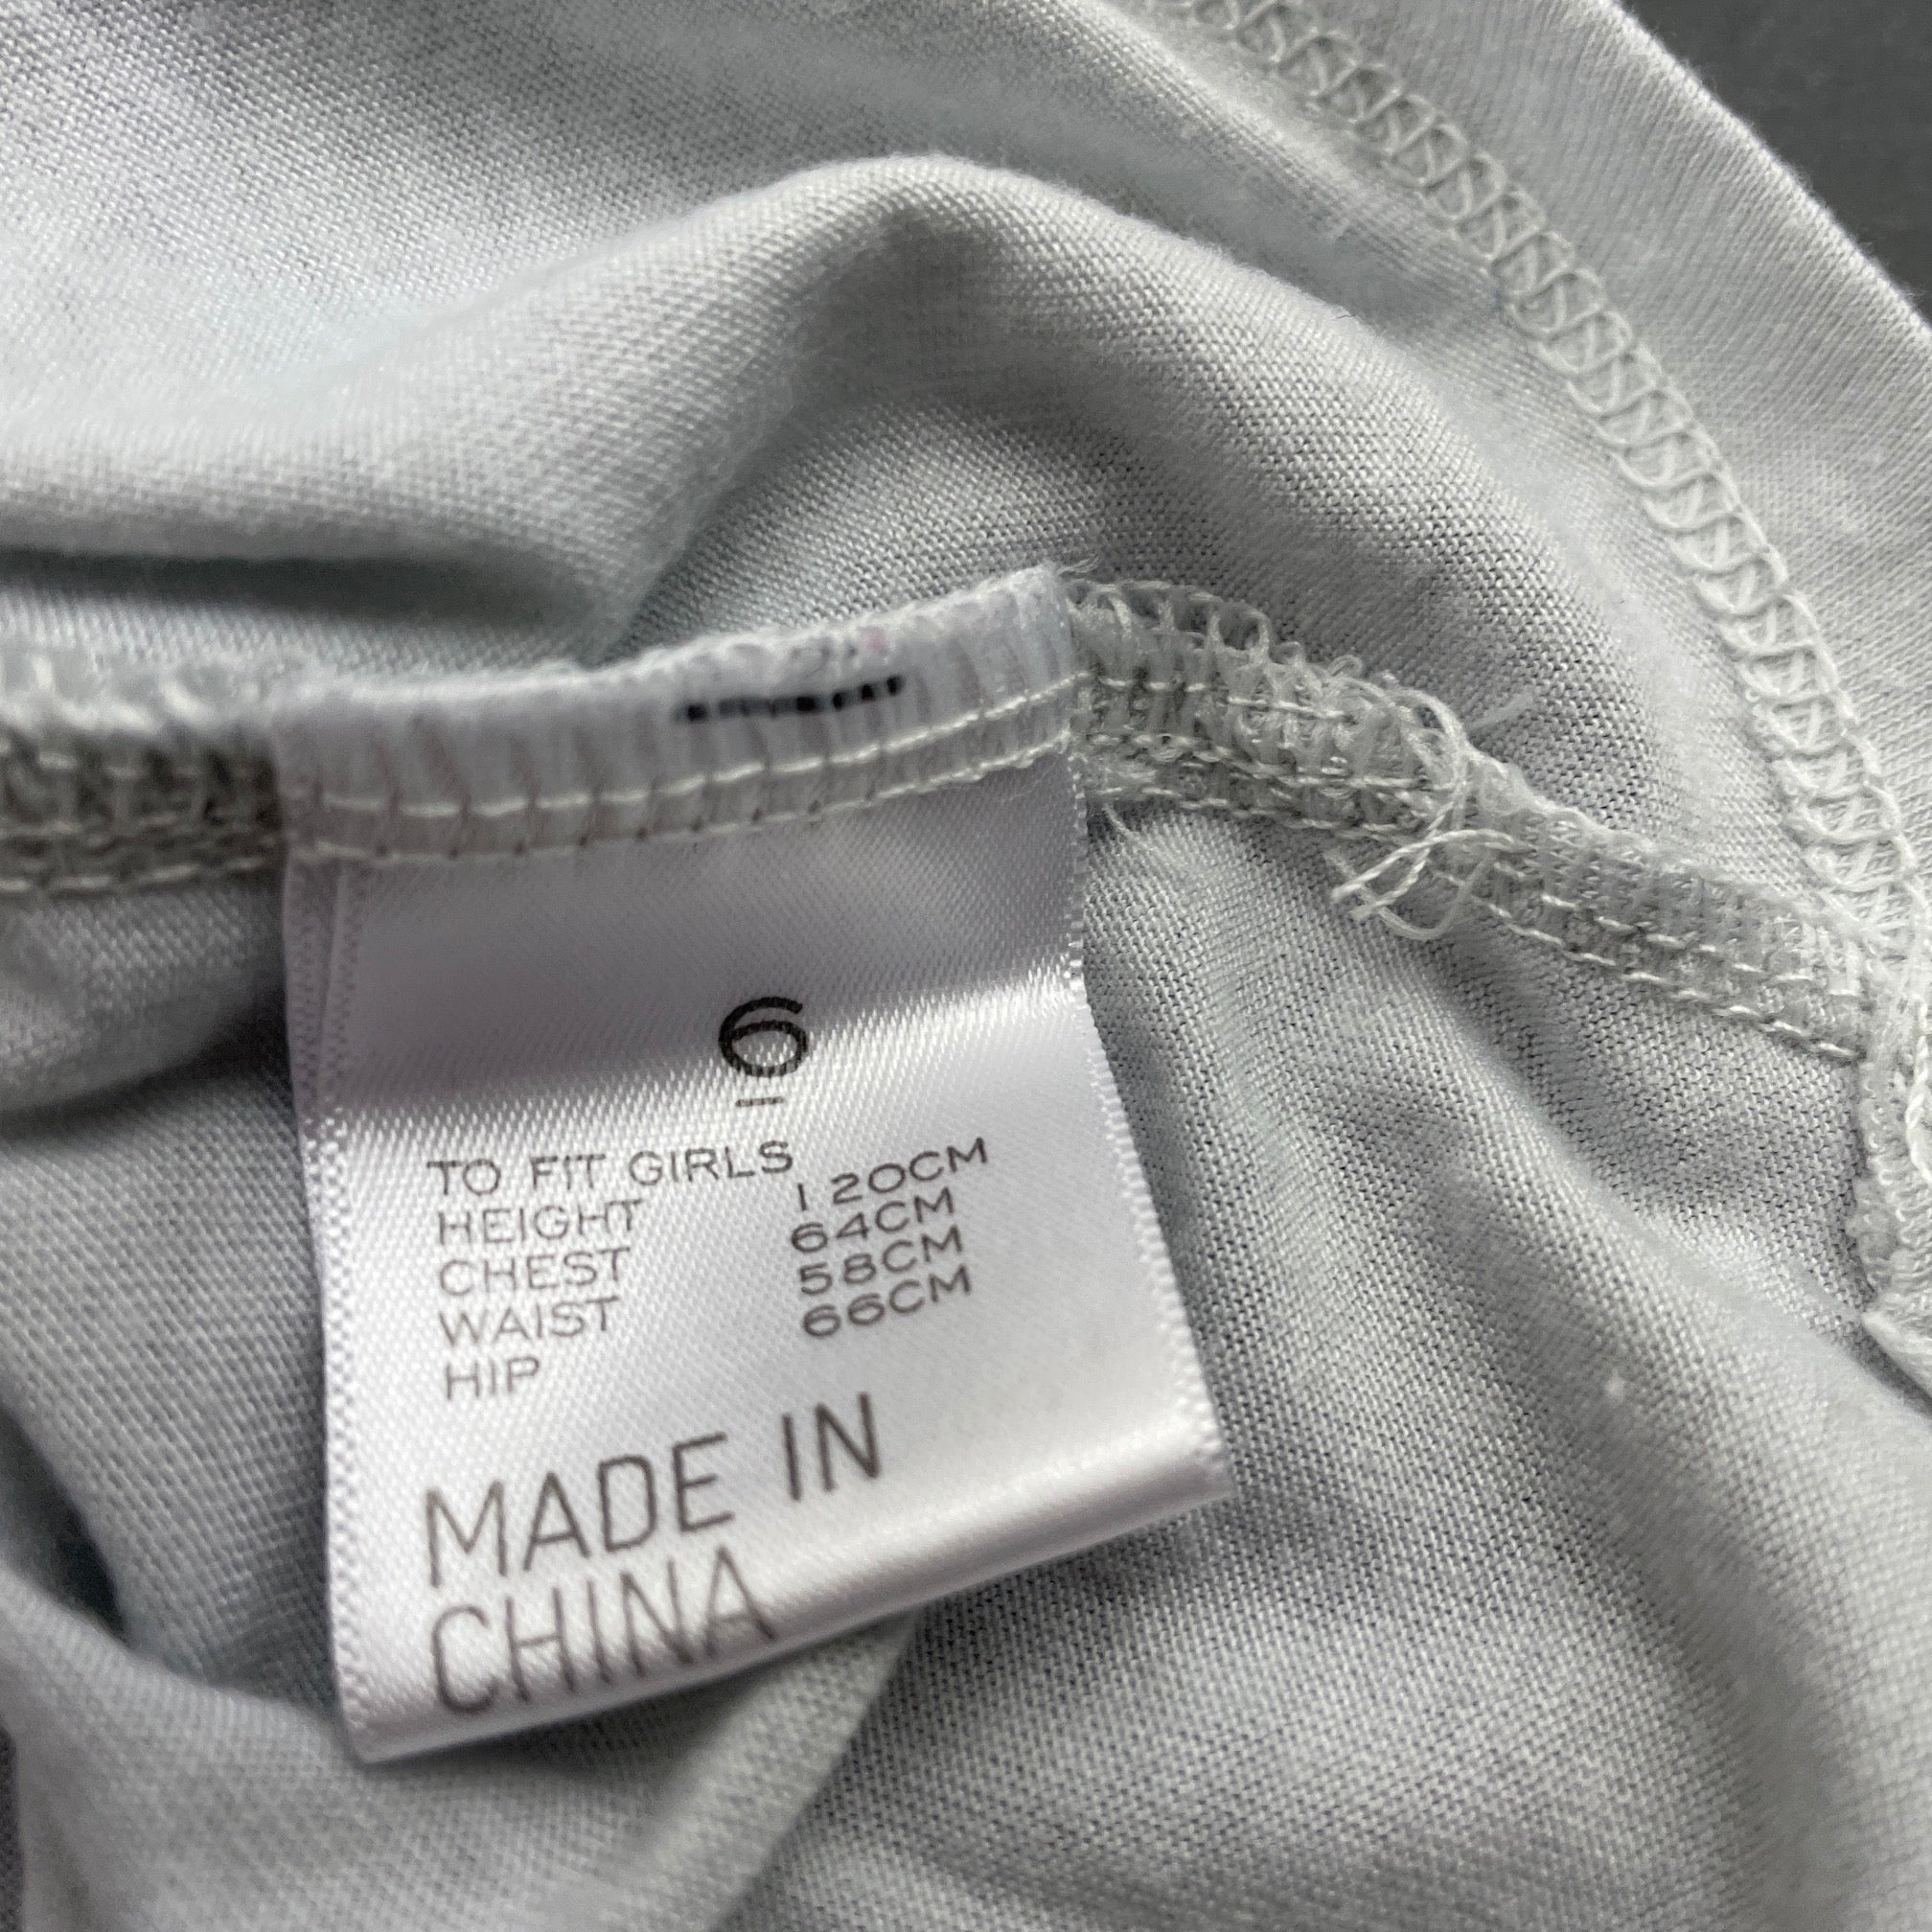 6
TO FIT GIRLS
HEIGHT 120CM
CHEST 64CM
WAIST 58CM
HIP 66CM
MADE IN
CHINA